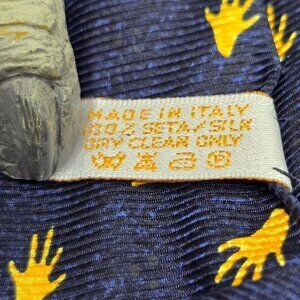 MADE IN ITALY
100% SETA/SILK
DRY CLEAN ONLY